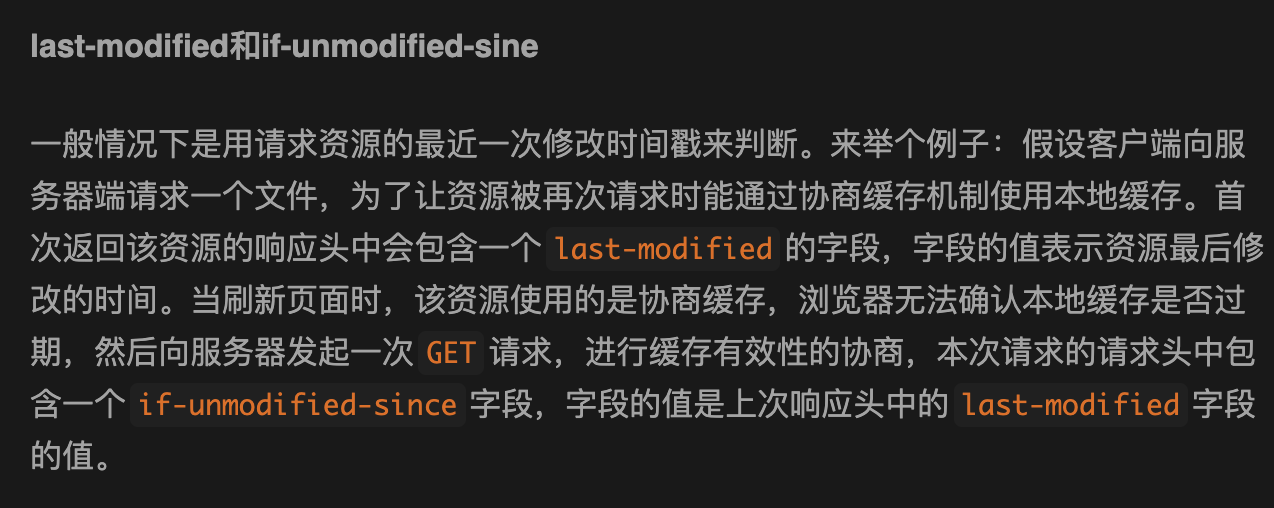 last-modified和if-unmodified-sine
一般情况下是用请求资源的最近一次修改时间戳来判断。来举个例子：假设客户端向服
务器端请求一个文件，为了让资源被再次请求时能通过协商缓存机制使用本地缓存。首
次返回该资源的响应头中会包含一个 last-modified 的字段，字段的值表示资源最后修
改的时间。当刷新页面时，该资源使用的是协商缓存，浏览器无法确认本地缓存是否过
期，然后向服务器发起一次 GET 请求，进行缓存有效性的协商，本次请求的请求头中包
含一个 if-unmodified-since 字段，字段的值是上次响应头中的 last-modified 字段
的值。